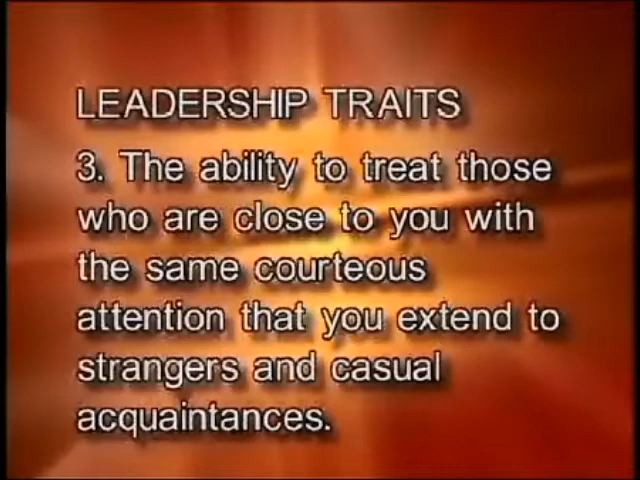 LEADERSHIP TRAITS
3. The ability to treat those
who are close to you with
the same courteous
attention that you extend to
strangers and casual
acquaintances.